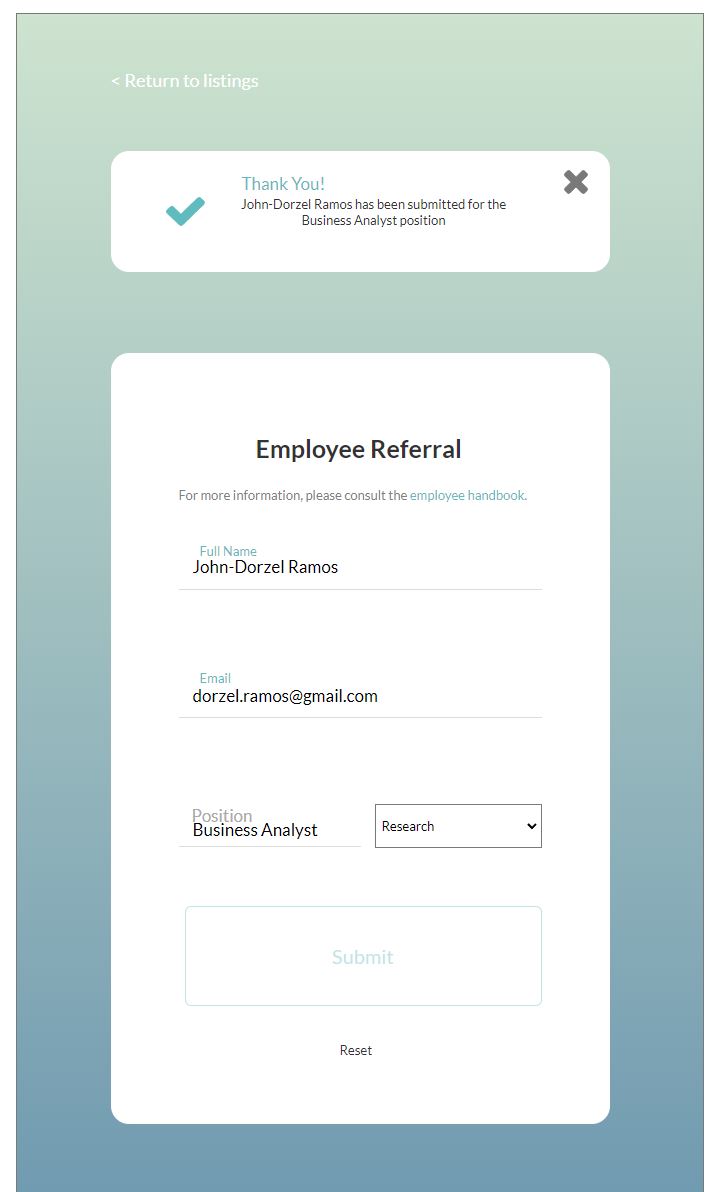 < Return to listings
Thank You!
John-Dorzel Ramos has been submitted for the
Business Analyst position
Employee Referral
For more information, please consult the employee handbook.
Full Name
John-Dorzel Ramos
Email
dorzel.ramos@gmail.com
Position
Business Analyst
Research
Submit
Reset